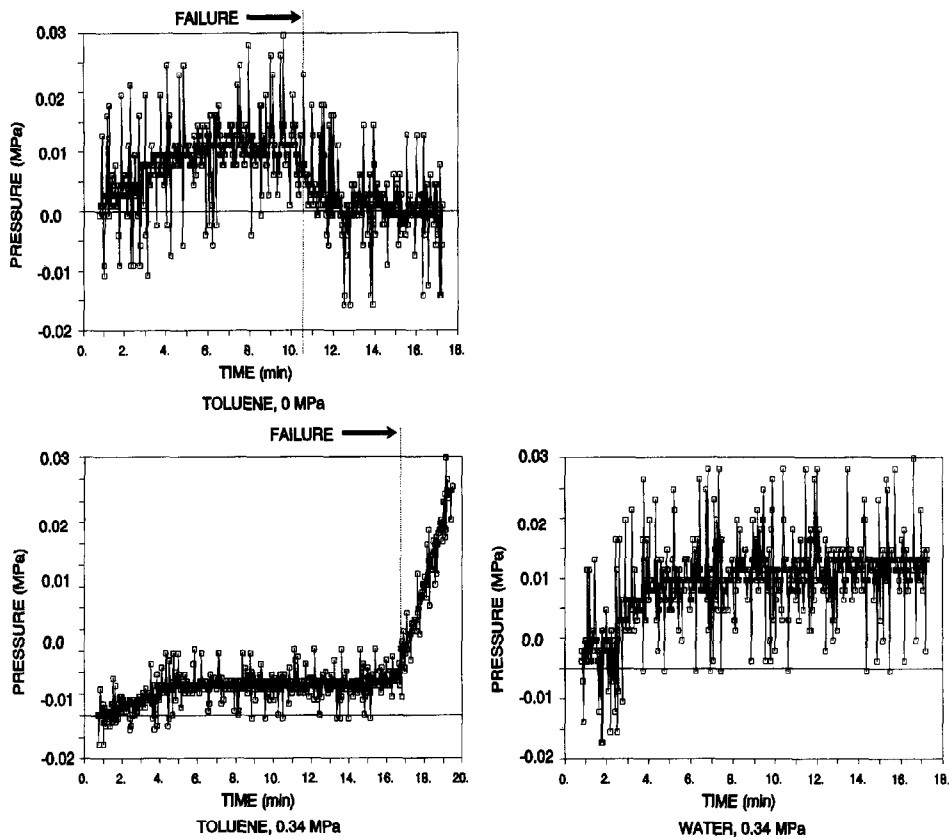 FAILURE
0.03
0.02
0.01
0.0
-0.01
-0.02
PRESSURE (MPa)
0. 2. 4. 6. 8. 10. 12. 14. 16. 18.
TIME (min)
TOLUENE, 0 MPa
FAILURE
0.03
0.02
0.01
0.0
-0.01
-0.02
PRESSURE (MPa)
0. 2. 4. 6. 8. 10. 12. 14. 16. 18. 20.
TIME (min)
TOLUENE, 0.34 MPa
0.03
0.02
0.01
0.0
-0.01
-0.02
PRESSURE (MPa)
0. 2. 4. 6. 8. 10. 12. 14. 16. 18.
TIME (min)
WATER, 0.34 MPa